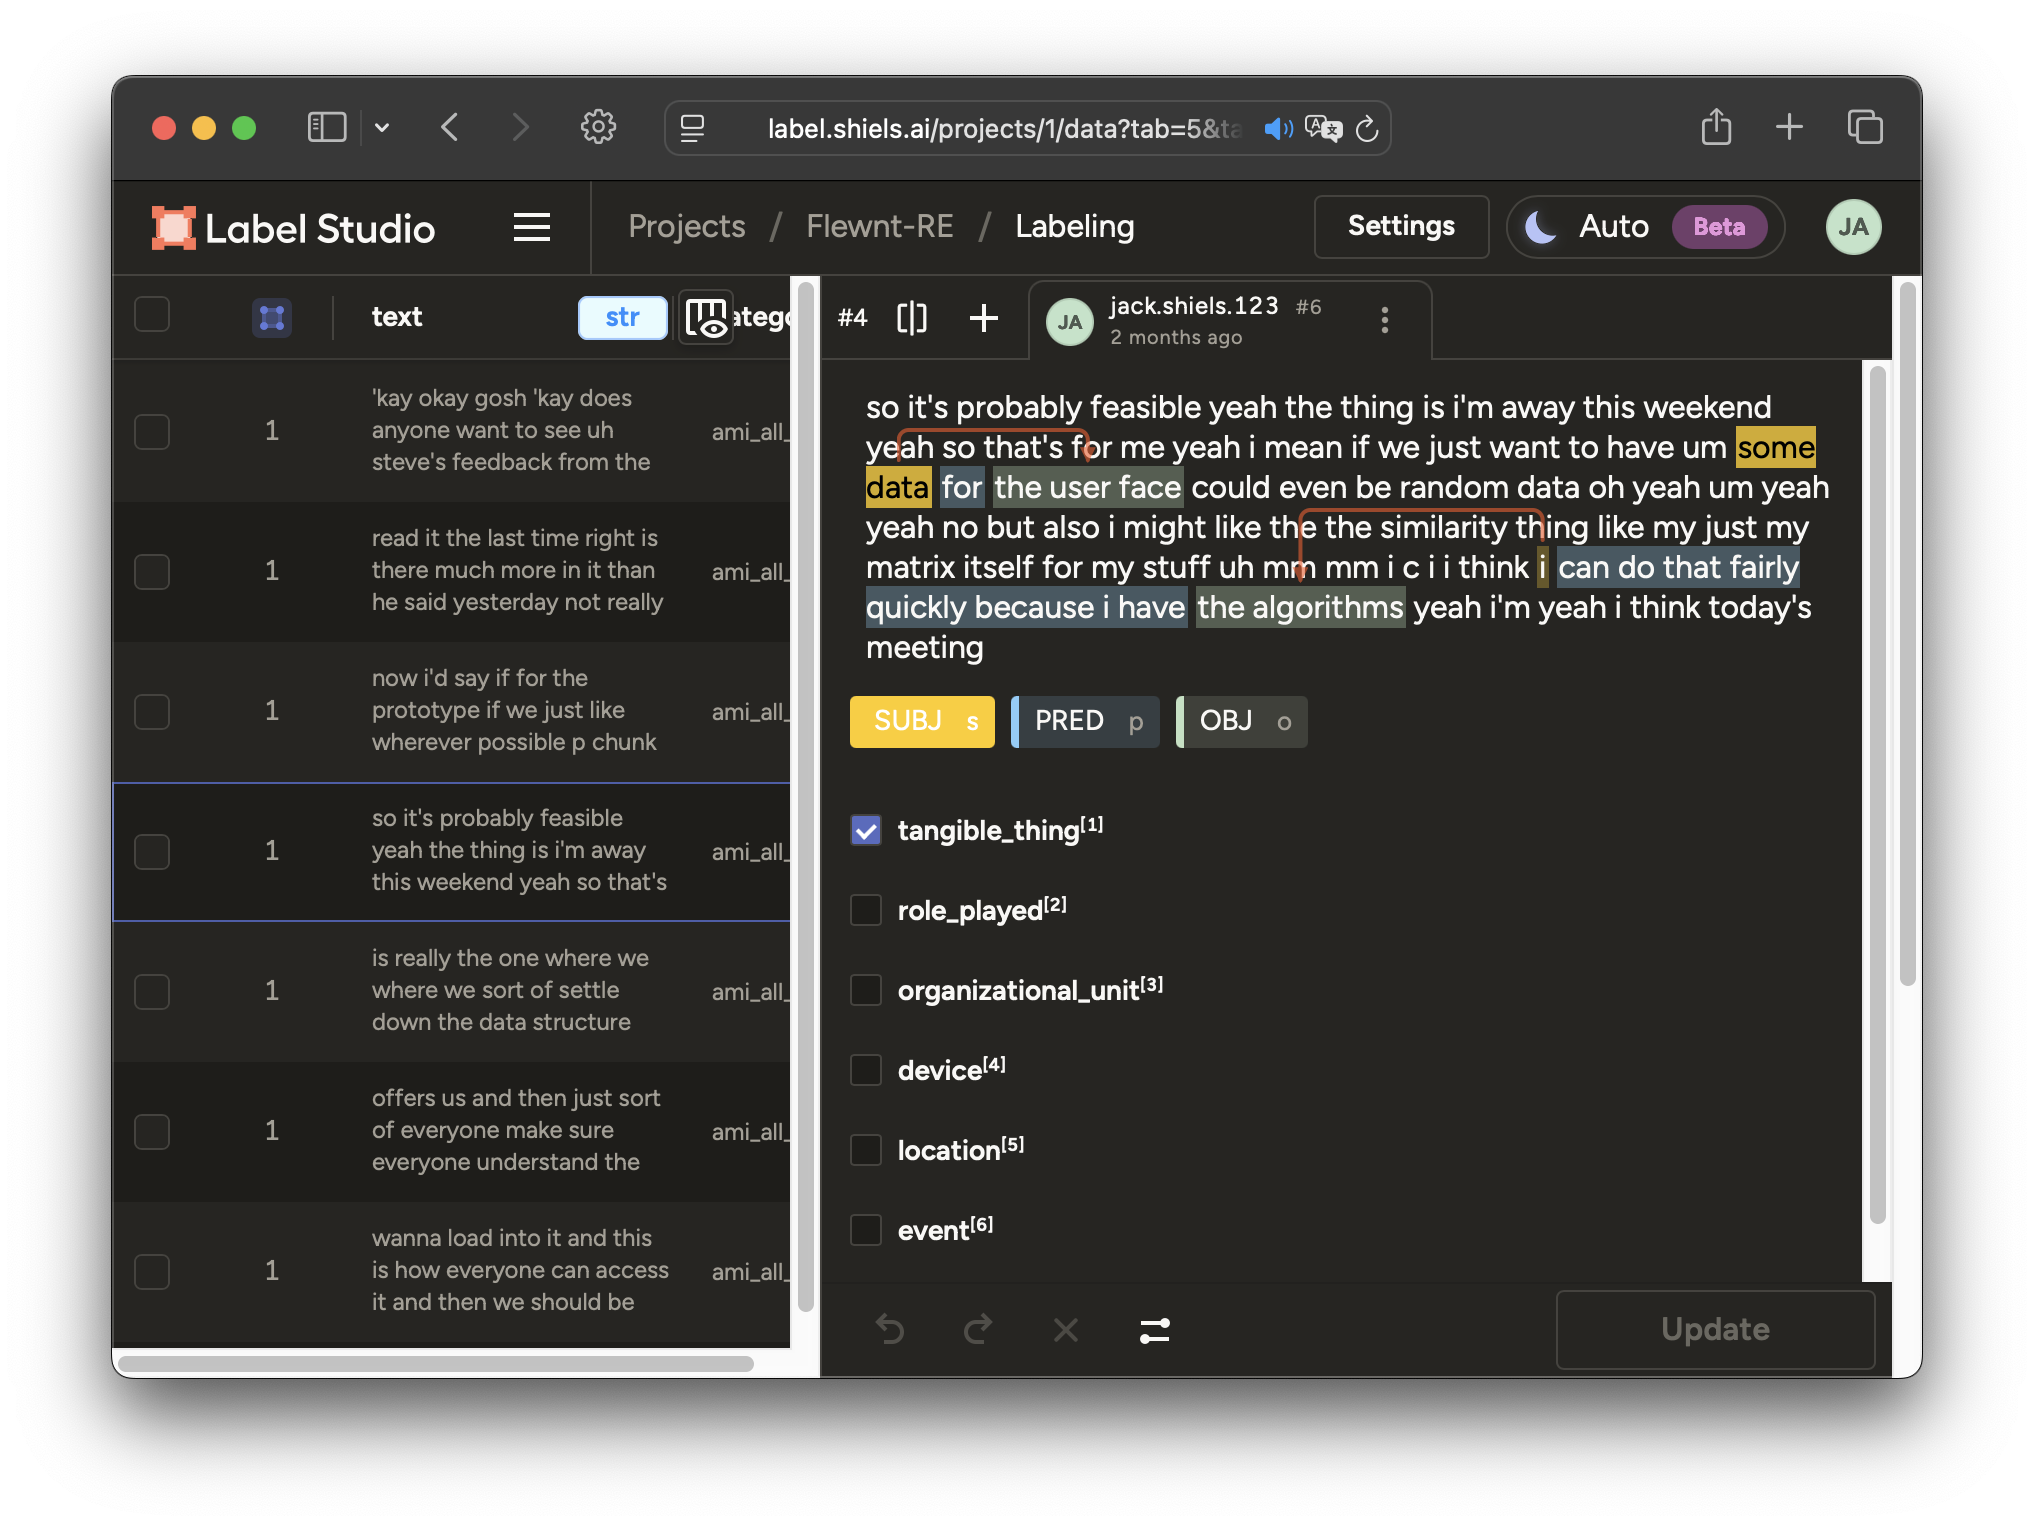 label.shiels.ai/projects/1/data?tab=5&ta
Label Studio
Projects / Flewnt-RE / Labeling
Settings
Auto
Beta
JA
text
str
atego
1
'kay okay gosh 'kay does
anyone want to see uh
steve's feedback from the
ami_all_
1
read it the last time right is
there much more in it than
he said yesterday not really
ami_all_
1
now i'd say if for the
prototype if we just like
wherever possible p chunk
ami_all_
1
so it's probably feasible
yeah the thing is i'm away
this weekend yeah so that's
ami_all_
1
is really the one where we
where we sort of settle
down the data structure
ami_all_
1
offers us and then just sort
of everyone make sure
everyone understand the
ami_all_
1
wanna load into it and this
is how everyone can access
it and then we should be
ami_all_
#4
JA
jack.shiels.123 #6
2 months ago
so it's probably feasible yeah the thing is i'm away this weekend
yeah so that's for me yeah i mean if we just want to have um some
data for the user face could even be random data oh yeah um yeah
yeah no but also i might like the the similarity thing like my just my
matrix itself for my stuff uh mm mm i c i i think i can do that fairly
quickly because i have the algorithms yeah i'm yeah i think today's
meeting
SUBJ s
PRED p
OBJ o
tangible_thing[1]
role_played[2]
organizational_unit[3]
device[4]
location[5]
event[6]
Update